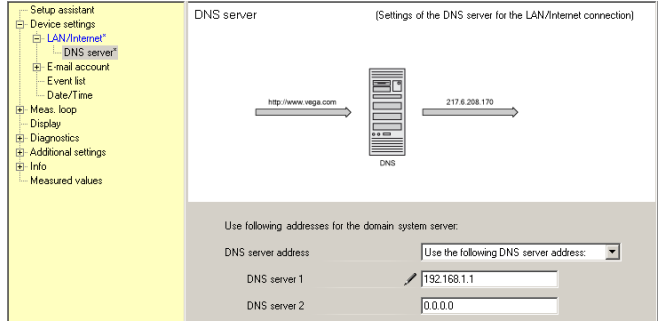 Setup assistant
Device settings
LAN/Internet*
DNS server*
E-mail account
Event list
Date/Time
Meas. loop
Display
Diagnostics
Additional settings
Info
Measured values
DNS server
(Settings of the DNS server for the LAN/Internet connection)
http://www.vega.com
217.6.208.170
DNS
Use following addresses for the domain system server:
DNS server address
Use the following DNS server address:
DNS server 1
192.168.1.1
DNS server 2
0.0.0.0